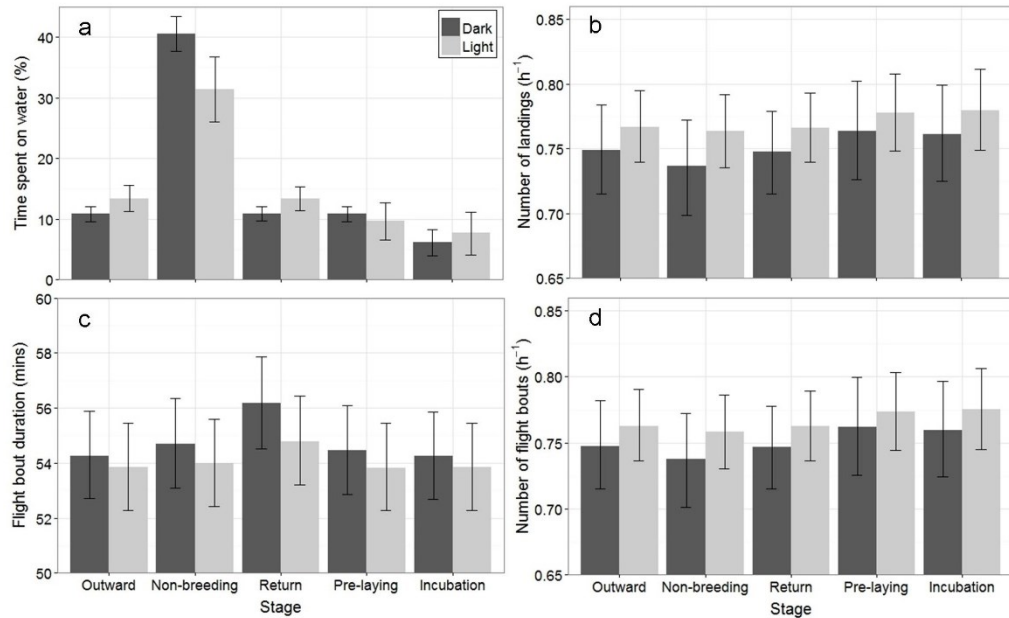 a
Dark
Light
Time spent on water (%)
40
30
20
10
0
b
Number of landings (h⁻¹)
0.85
0.80
0.75
0.70
0.65
c
Flight bout duration (mins)
60
58
56
54
52
50
Outward Non-breeding Return Pre-laying Incubation
Stage
d
Number of flight bouts (h⁻¹)
0.85
0.80
0.75
0.70
0.65
Outward Non-breeding Return Pre-laying Incubation
Stage